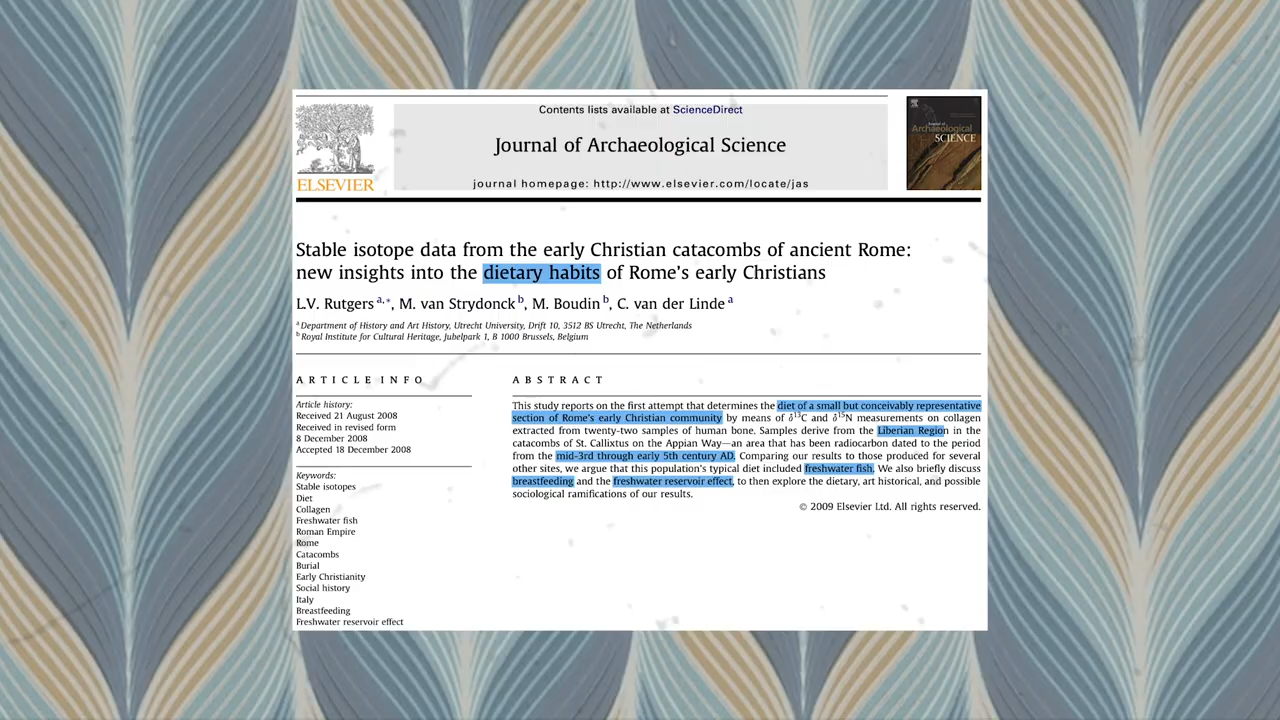 Contents lists available at ScienceDirect
Journal of Archaeological Science
journal homepage: http://www.elsevier.com/locate/jas
ELSEVIER
Journal of
Archaeological
SCIENCE
Stable isotope data from the early Christian catacombs of ancient Rome:
new insights into the dietary habits of Rome's early Christians
L.V. Rutgers a,*, M. van Strydonck b, M. Boudin b, C. van der Linde a
a Department of History and Art History, Utrecht University, Drift 10, 3512 BS Utrecht, The Netherlands
b Royal Institute for Cultural Heritage, Jubelpark 1, B 1000 Brussels, Belgium
ARTICLE INFO
Article history:
Received 21 August 2008
Received in revised form
8 December 2008
Accepted 18 December 2008
Keywords:
Stable isotopes
Diet
Collagen
Freshwater fish
Roman Empire
Rome
Catacombs
Burial
Early Christianity
Social history
Italy
Breastfeeding
Freshwater reservoir effect
ABSTRACT
This study reports on the first attempt that determines the diet of a small but conceivably representative
section of Rome's early Christian community by means of δ13C and δ15N measurements on collagen
extracted from twenty-two samples of human bone. Samples derive from the Liberian Region in the
catacombs of St. Callixtus on the Appian Way—an area that has been radiocarbon dated to the period
from the mid-3rd through early 5th century AD. Comparing our results to those produced for several
other sites, we argue that this population's typical diet included freshwater fish. We also briefly discuss
breastfeeding and the freshwater reservoir effect, to then explore the dietary, art historical, and possible
sociological ramifications of our results.
© 2009 Elsevier Ltd. All rights reserved.